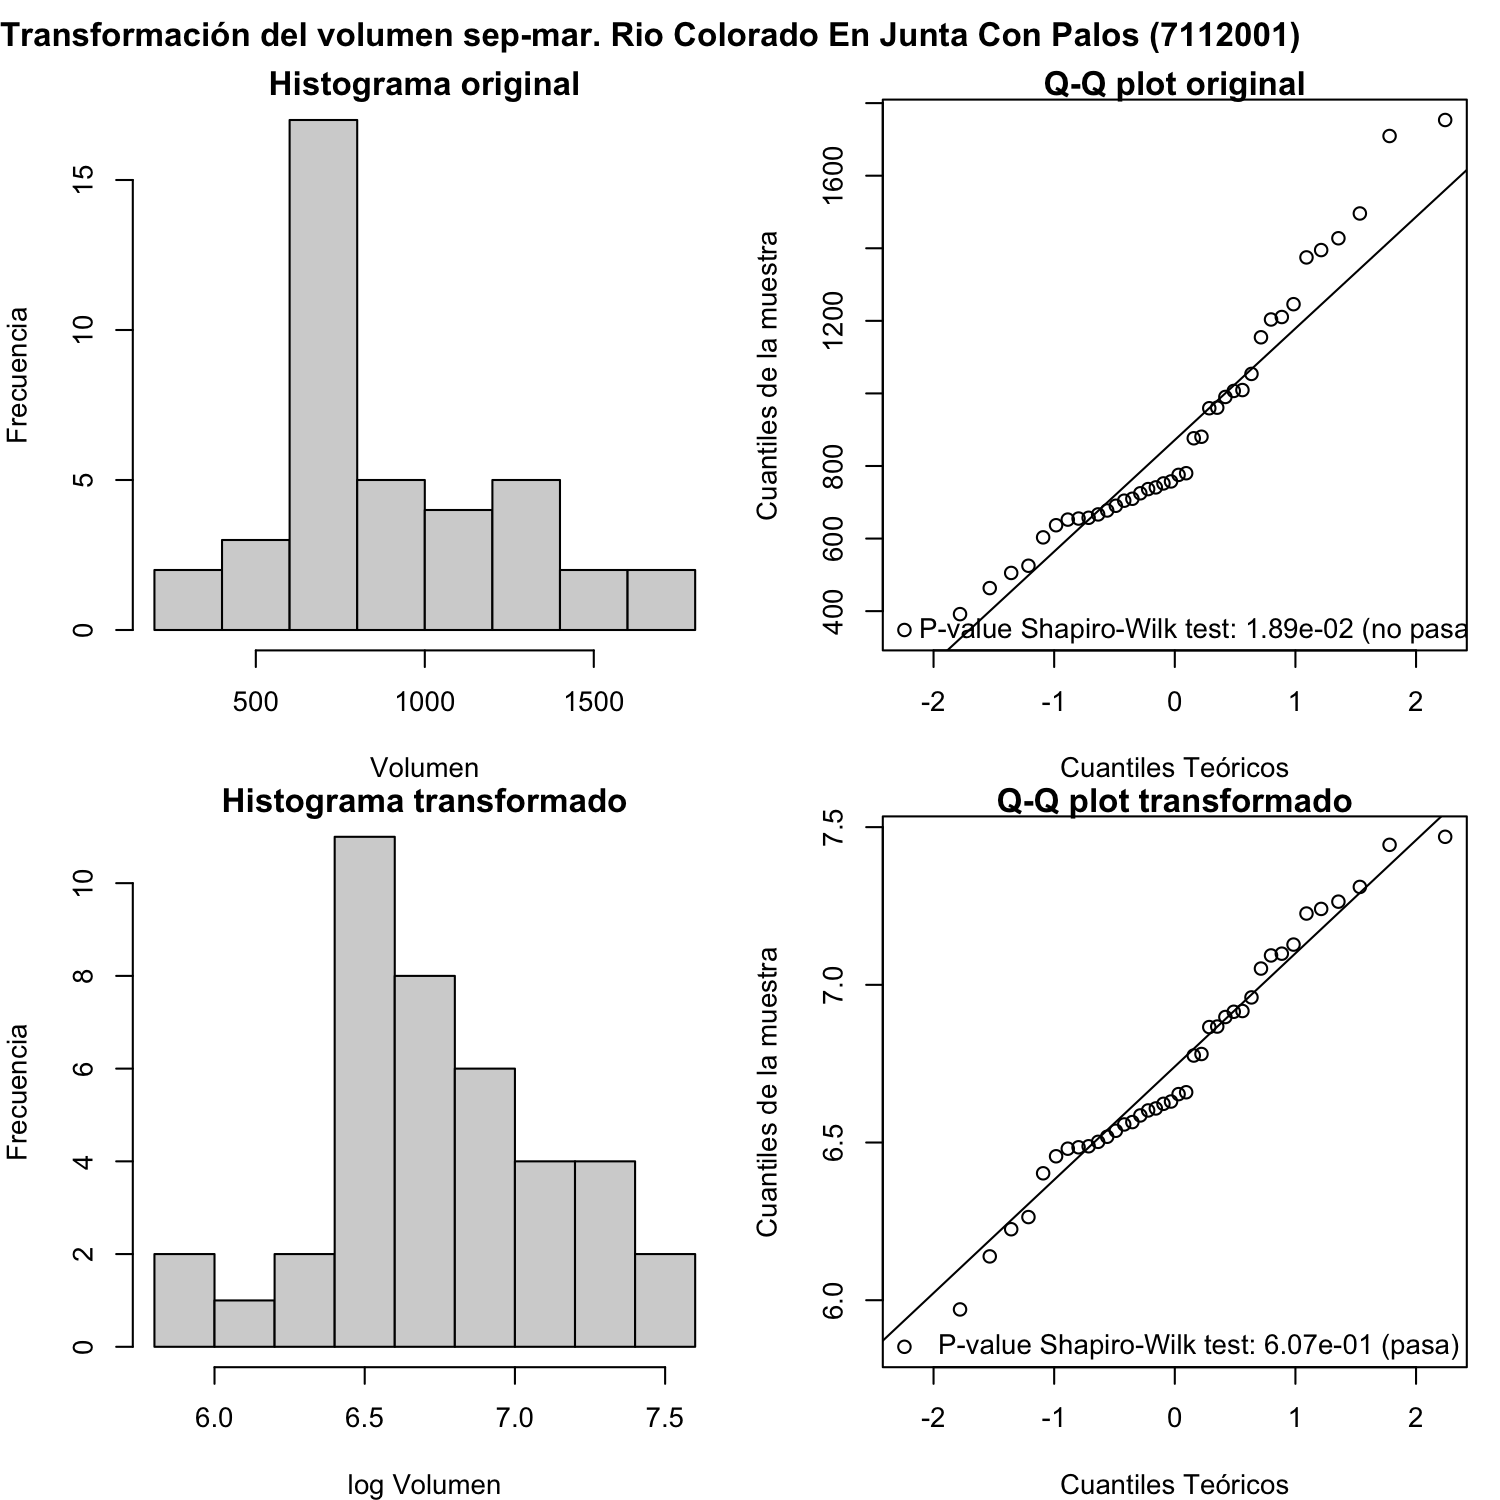 Transformación del volumen sep-mar. Rio Colorado En Junta Con Palos (7112001)
Histograma original
Frecuencia
0
5
10
15
500
1000
1500
Volumen
Q-Q plot original
Cuantiles de la muestra
400
600
800
1200
1600
P-value Shapiro-Wilk test: 1.89e-02 (no pasa
-2
-1
0
1
2
Cuantiles Teóricos
Histograma transformado
Frecuencia
0
2
4
6
8
10
6.0
6.5
7.0
7.5
log Volumen
Q-Q plot transformado
Cuantiles de la muestra
6.0
6.5
7.0
7.5
P-value Shapiro-Wilk test: 6.07e-01 (pasa)
-2
-1
0
1
2
Cuantiles Teóricos